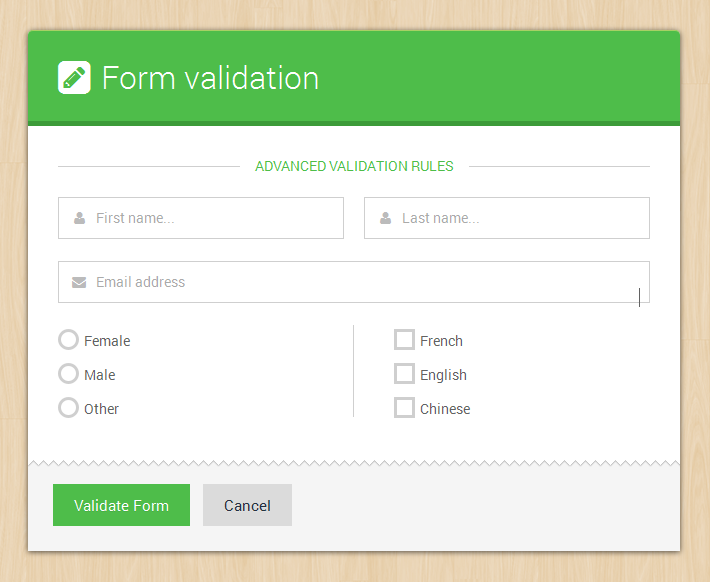 Form validation
ADVANCED VALIDATION RULES
First name... Last name...
Email address
Female French
Male English
Other Chinese
Validate Form Cancel